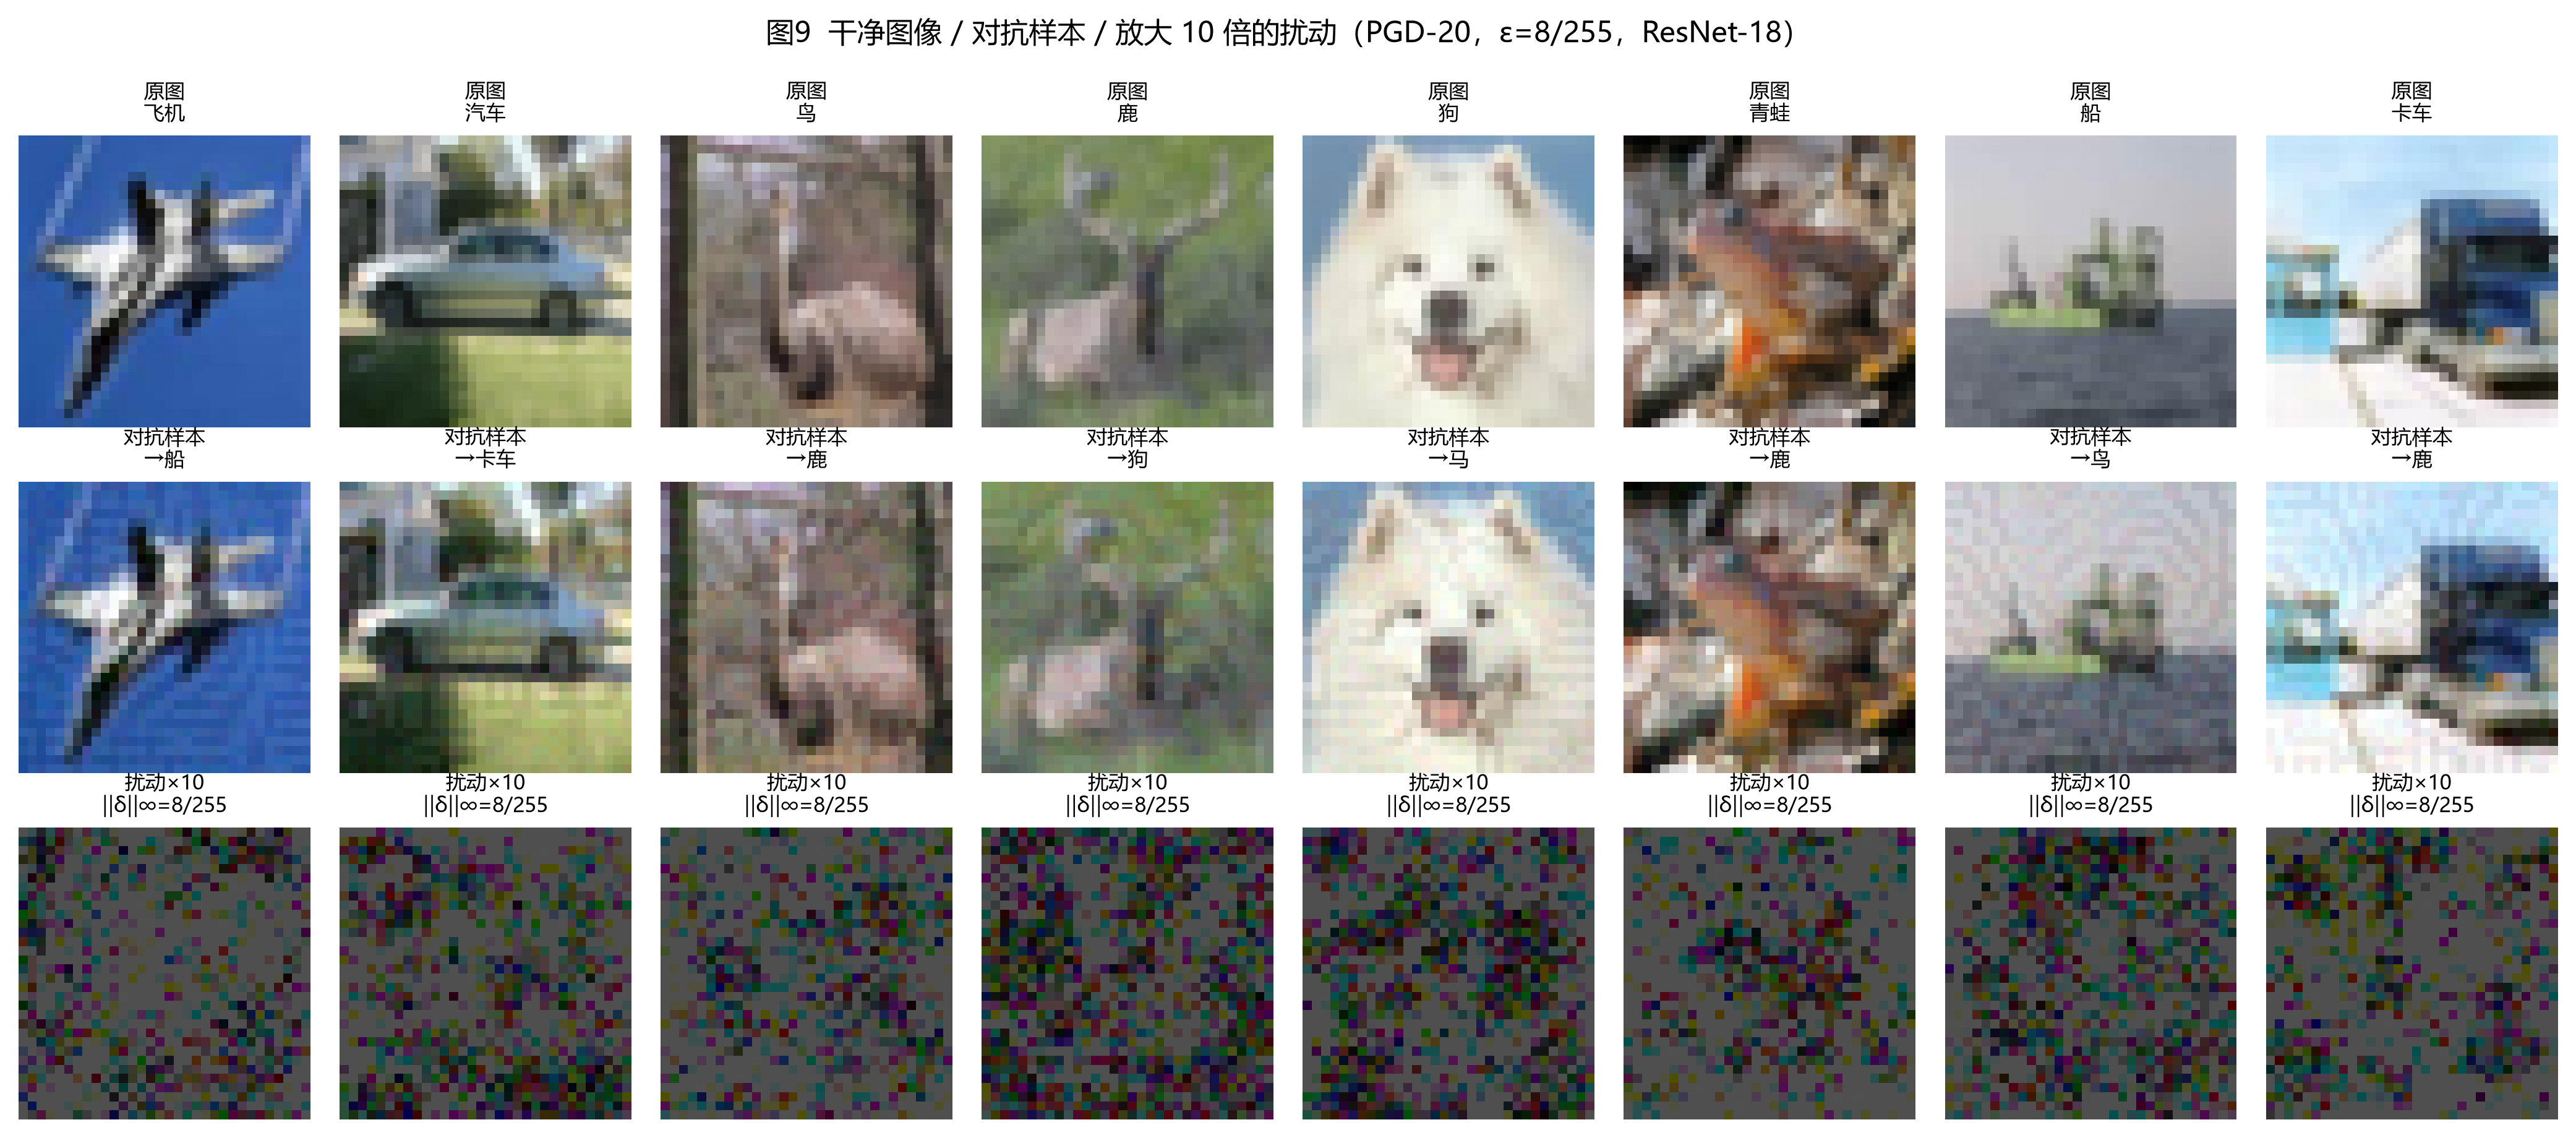 图9  干净图像 / 对抗样本 / 放大 10 倍的扰动（PGD-20，ε=8/255，ResNet-18）
原图
飞机
原图
汽车
原图
鸟
原图
鹿
原图
狗
原图
青蛙
原图
船
原图
卡车
对抗样本
→船
对抗样本
→卡车
对抗样本
→鹿
对抗样本
→狗
对抗样本
→马
对抗样本
→鹿
对抗样本
→鸟
对抗样本
→鹿
扰动×10
||δ||∞=8/255
扰动×10
||δ||∞=8/255
扰动×10
||δ||∞=8/255
扰动×10
||δ||∞=8/255
扰动×10
||δ||∞=8/255
扰动×10
||δ||∞=8/255
扰动×10
||δ||∞=8/255
扰动×10
||δ||∞=8/255